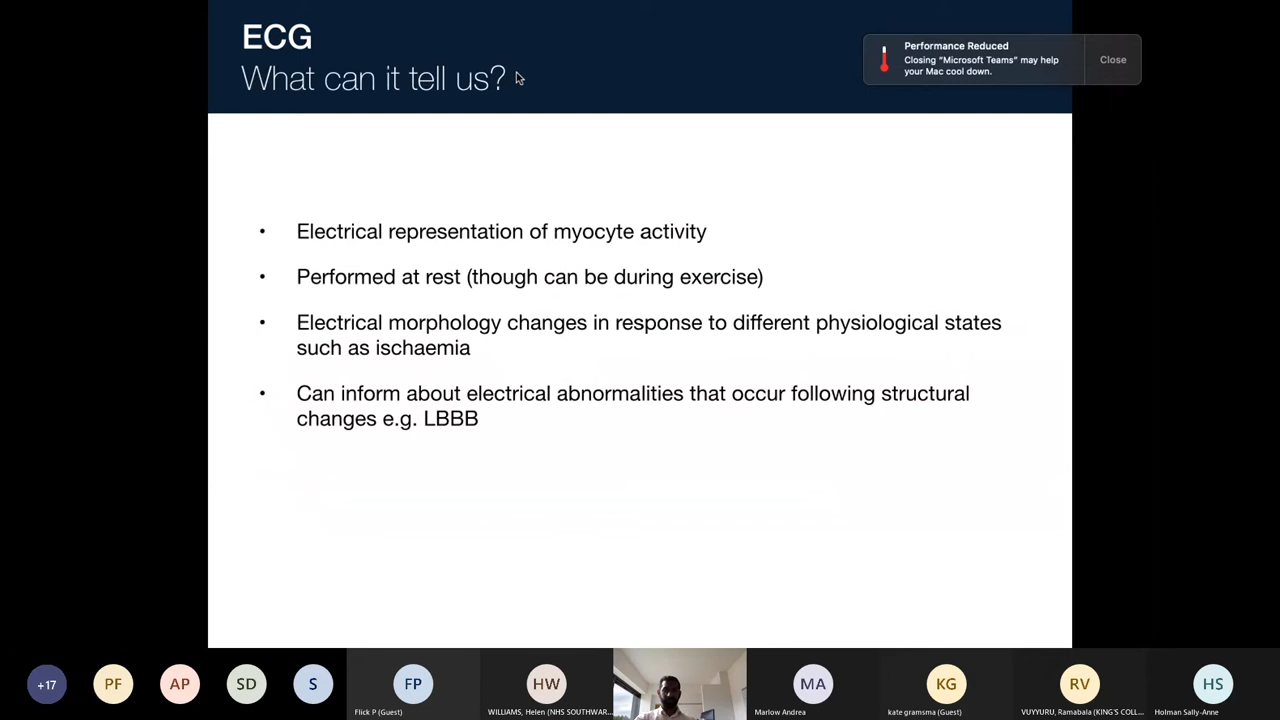 ECG
What can it tell us?
Performance Reduced
Closing “Microsoft Teams” may help
your Mac cool down.
Close
• Electrical representation of myocyte activity
• Performed at rest (though can be during exercise)
• Electrical morphology changes in response to different physiological states
such as ischaemia
• Can inform about electrical abnormalities that occur following structural
changes e.g. LBBB
+17
PF
AP
SD
S
FP
HW
MA
KG
RV
HS
Flick P (Guest)
WILLIAMS, Helen (NHS SOUTHWAR...
Marlow Andrea
kate gramsma (Guest)
VUYYURU, Ramabala (KING'S COLL...
Holman Sally-Anne